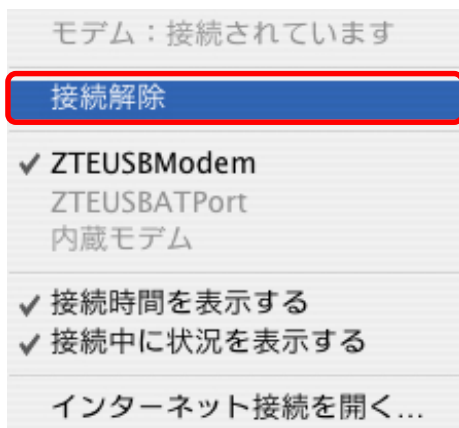 モデム：接続されています
接続解除
✓ ZTEUSBModem
ZTEUSBATPort
内蔵モデム
✓ 接続時間を表示する
✓ 接続中に状況を表示する
インターネット接続を開く...